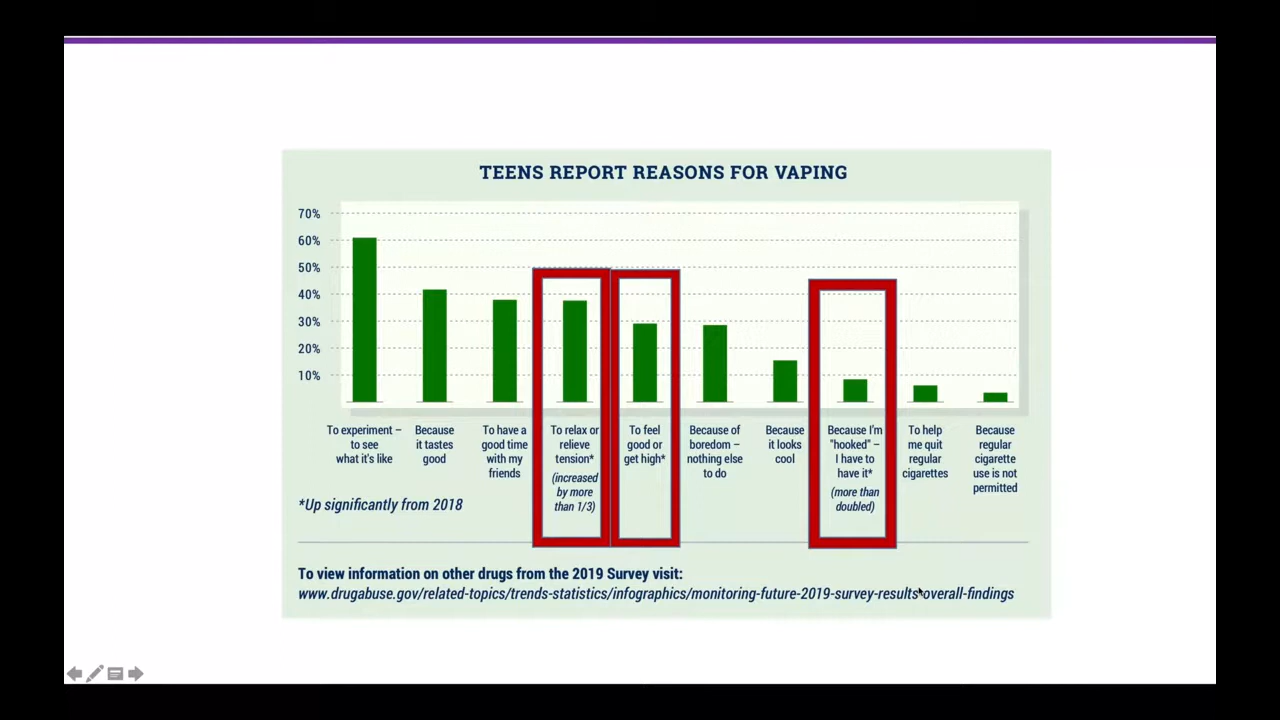 TEENS REPORT REASONS FOR VAPING
70%
60%
50%
40%
30%
20%
10%
To experiment –
to see
what it's like
Because
it tastes
good
To have a
good time
with my
friends
To relax or
relieve
tension*
(increased
by more
than 1/3)
To feel
good or
get high*
Because of
boredom –
nothing else
to do
Because
it looks
cool
Because I'm
"hooked" –
I have to
have it*
(more than
doubled)
To help
me quit
regular
cigarettes
Because
regular
cigarette
use is not
permitted
*Up significantly from 2018
To view information on other drugs from the 2019 Survey visit:
www.drugabuse.gov/related-topics/trends-statistics/infographics/monitoring-future-2019-survey-results-overall-findings